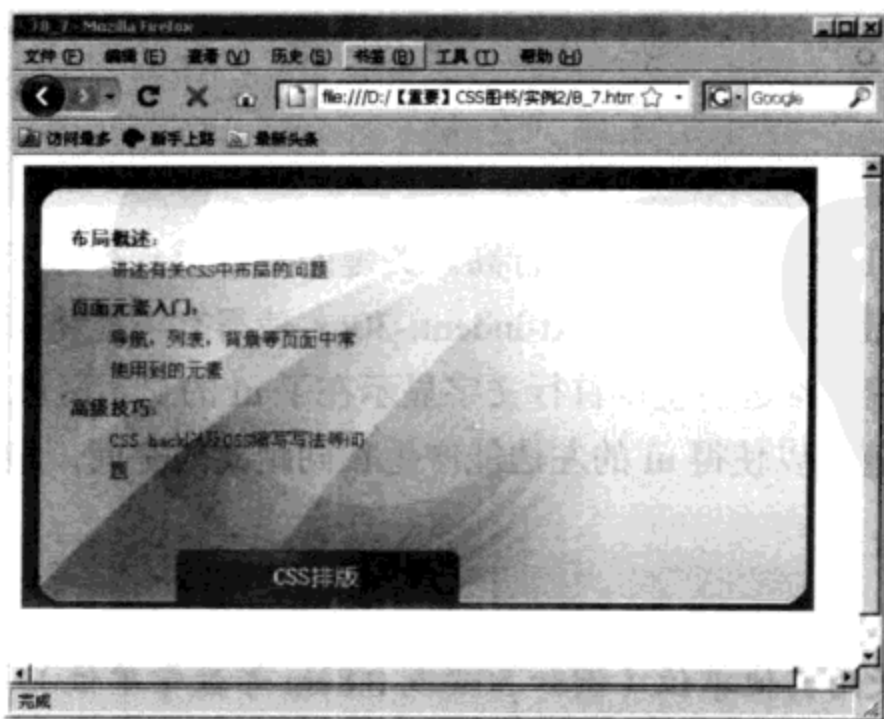 8_7 - Mozilla Firefox
文件 (F) 编辑 (E) 查看 (V) 历史 (S) 书签 (B) 工具 (T) 帮助 (H)
file:///D:/【重要】CSS图书/实例2/8_7.htm
Google
访问最多 新手上路 最新头条
布局概述：
讲述有关CSS中布局的问题
页面元素入门：
导航，列表，背景等页面中常
使用到的元素
高级技巧：
CSS hack以及CSS缩写写法等问
题
CSS排版
完成